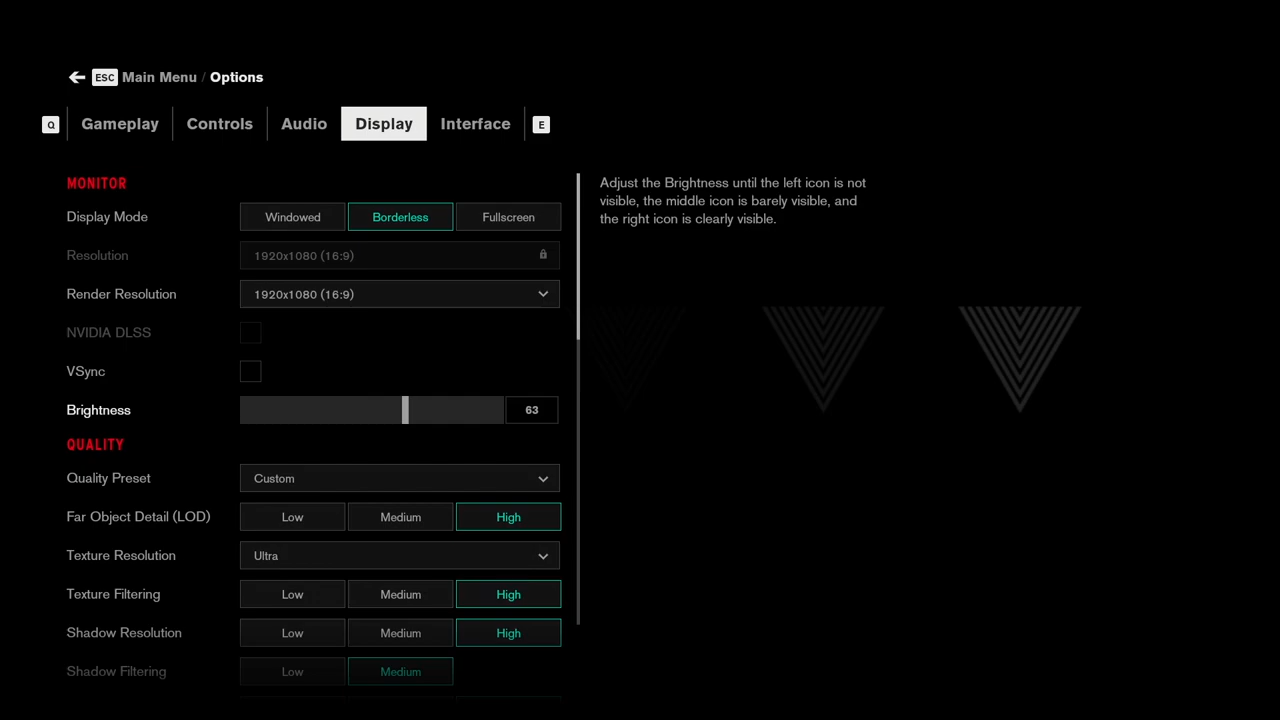 ESC Main Menu / Options
Q Gameplay Controls Audio Display Interface E
MONITOR
Display Mode Windowed Borderless Fullscreen
Resolution 1920x1080 (16:9)
Render Resolution 1920x1080 (16:9)
NVIDIA DLSS
VSync
Brightness 63
QUALITY
Quality Preset Custom
Far Object Detail (LOD) Low Medium High
Texture Resolution Ultra
Texture Filtering Low Medium High
Shadow Resolution Low Medium High
Shadow Filtering Low Medium
Adjust the Brightness until the left icon is not
visible, the middle icon is barely visible, and
the right icon is clearly visible.